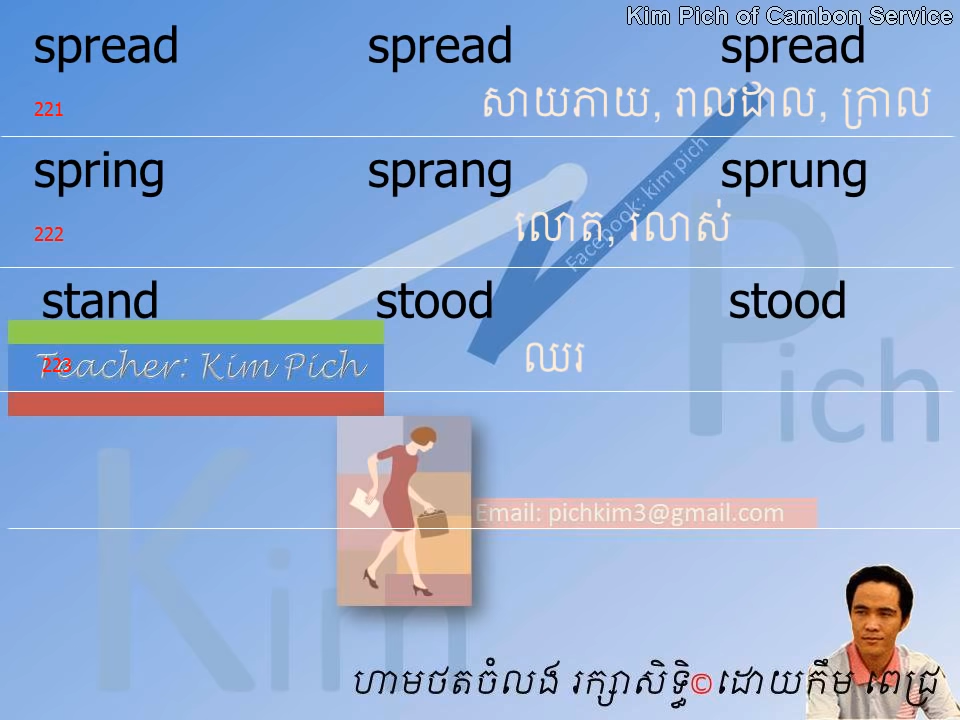 Kim Pich of Cambon Service
spread spread spread
221 សាយភាយ, រាលដាល, ក្រាល
spring sprang sprung
Facebook: kim pich
222 លោត, រលាស់
stand stood stood
Teacher: Kim Pich
223 ឈរ
Pich
Kim
Email: pichkim3@gmail.com
ហាមថតចំលង រក្សាសិទ្ធិ©ដោយកឹម ពេជ្រ